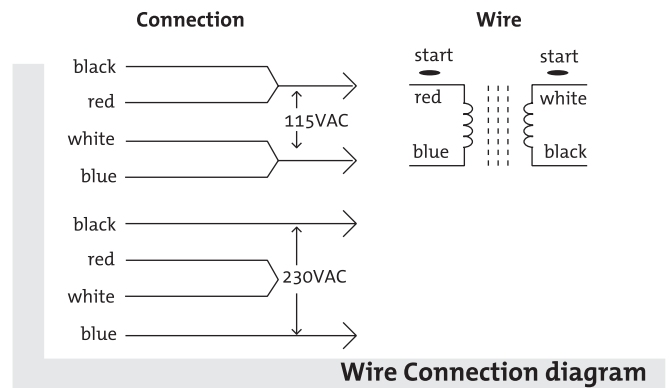 Connection
black
red
115VAC
white
blue
black
red
230VAC
white
blue
Wire
start start
red white
blue black
Wire Connection diagram